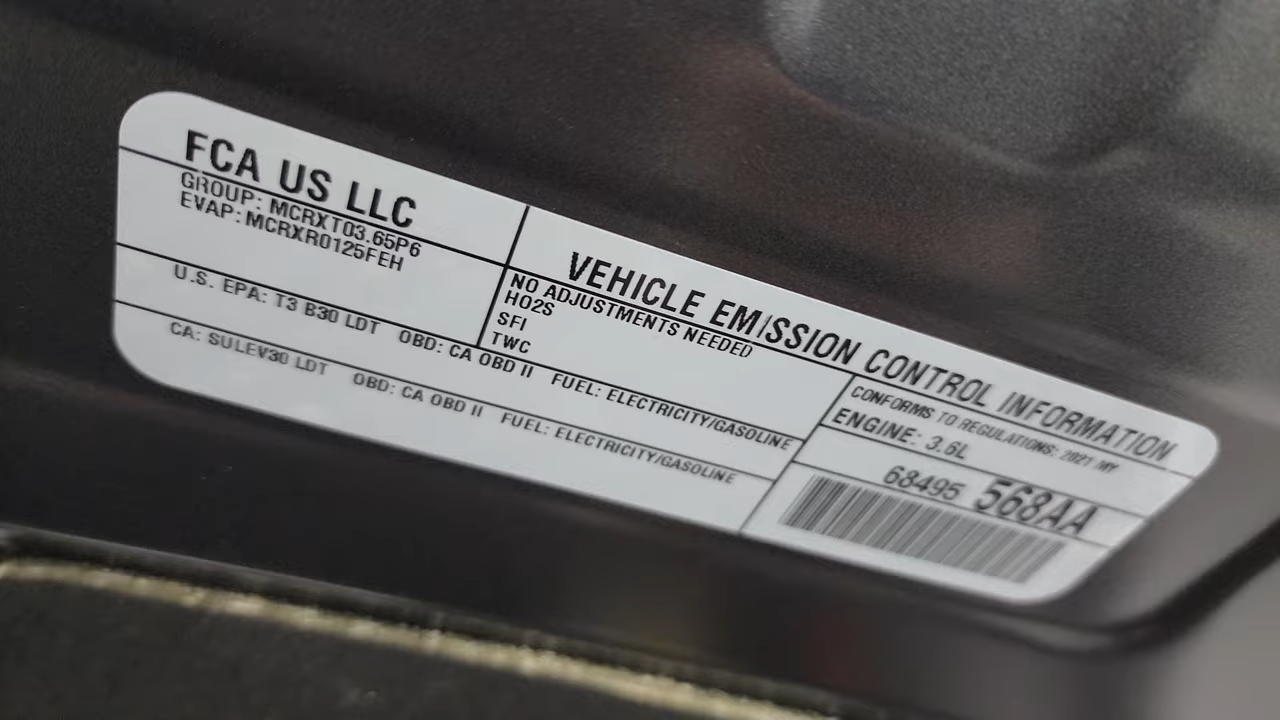 FCA US LLC
GROUP: MCRXT03.65P6
EVAP: MCRXR0125FEH
VEHICLE EMISSION CONTROL INFORMATION
NO ADJUSTMENTS NEEDED
HO2S
SFI
TWC
CONFORMS TO REGULATIONS: 2021 MY
ENGINE: 3.6L
U.S. EPA: T3 B30 LDT OBD: CA OBD II FUEL: ELECTRICITY/GASOLINE
CA: SULEV30 LDT OBD: CA OBD II FUEL: ELECTRICITY/GASOLINE
68495 568AA